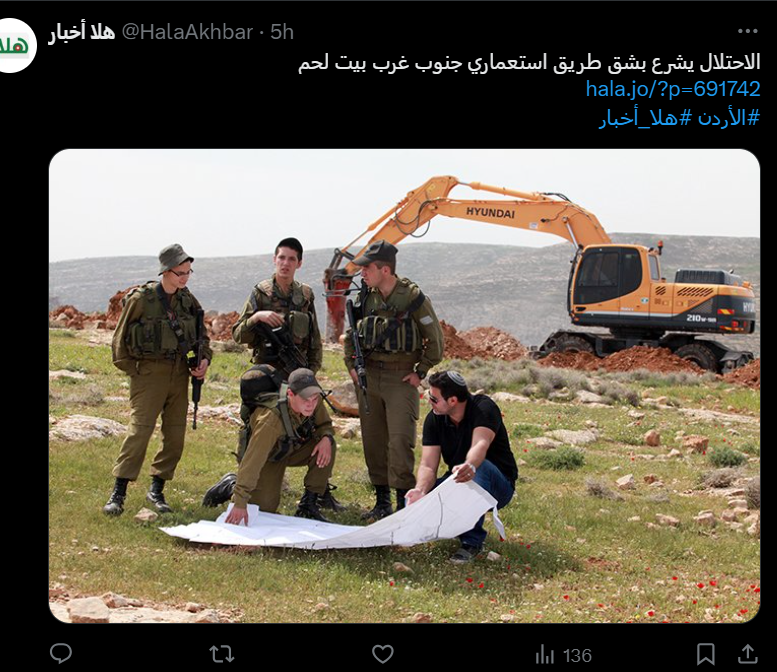 هلا أخبار @HalaAkhbar · 5h
الاحتلال يشرع بشق طريق استعماري جنوب غرب بيت لحم
hala.jo/?p=691742
#الأردن #هلا_أخبار
HYUNDAI
210W-9
136